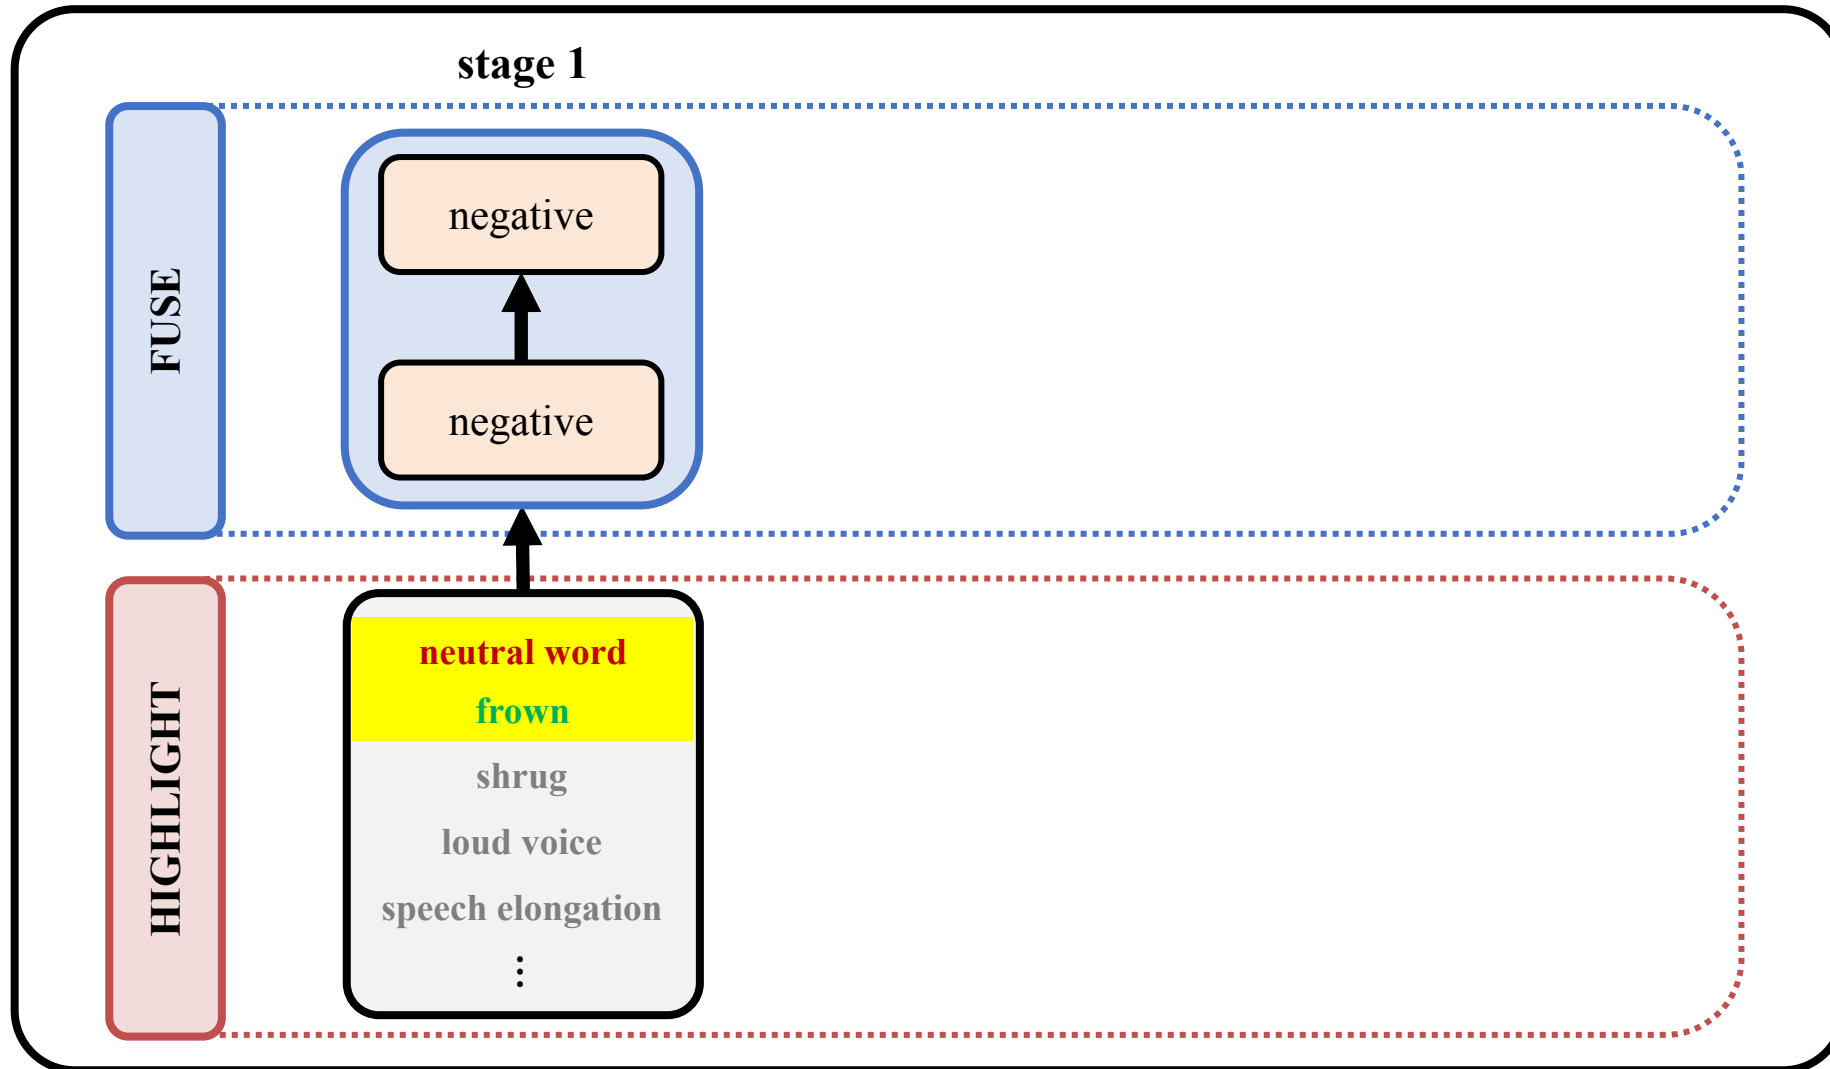 stage 1
FUSE
negative
negative
HIGHLIGHT
neutral word
frown
shrug
loud voice
speech elongation
⋮